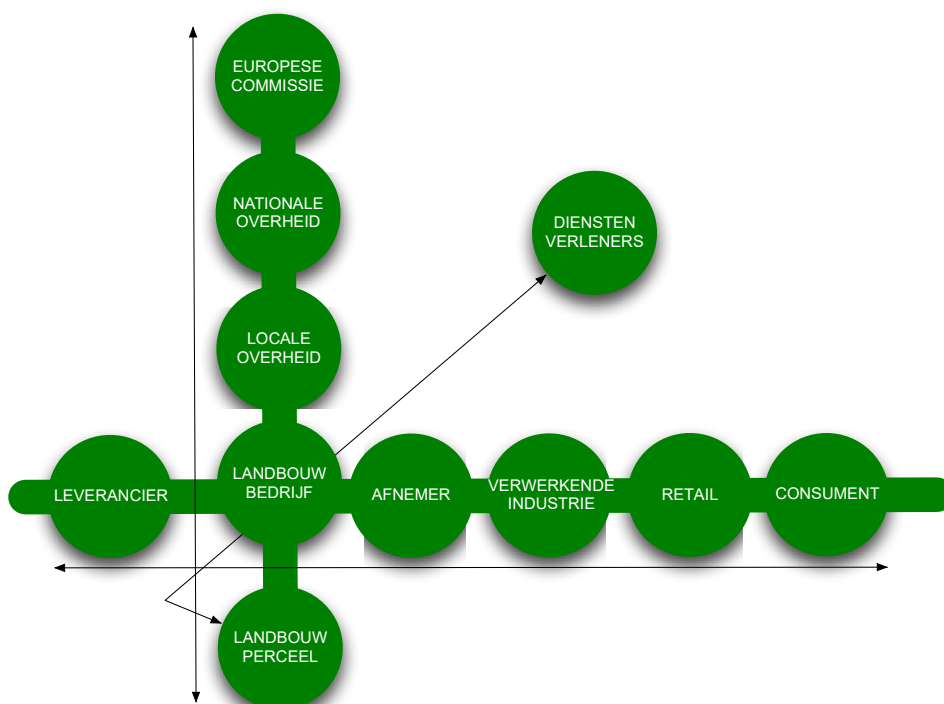 EUROPESE
COMMISSIE
NATIONALE
OVERHEID
DIENSTEN
VERLENERS
LOCALE
OVERHEID
LEVERANCIER
LANDBOUW
BEDRIJF
AFNEMER
VERWERKENDE
INDUSTRIE
RETAIL
CONSUMENT
LANDBOUW
PERCEEL